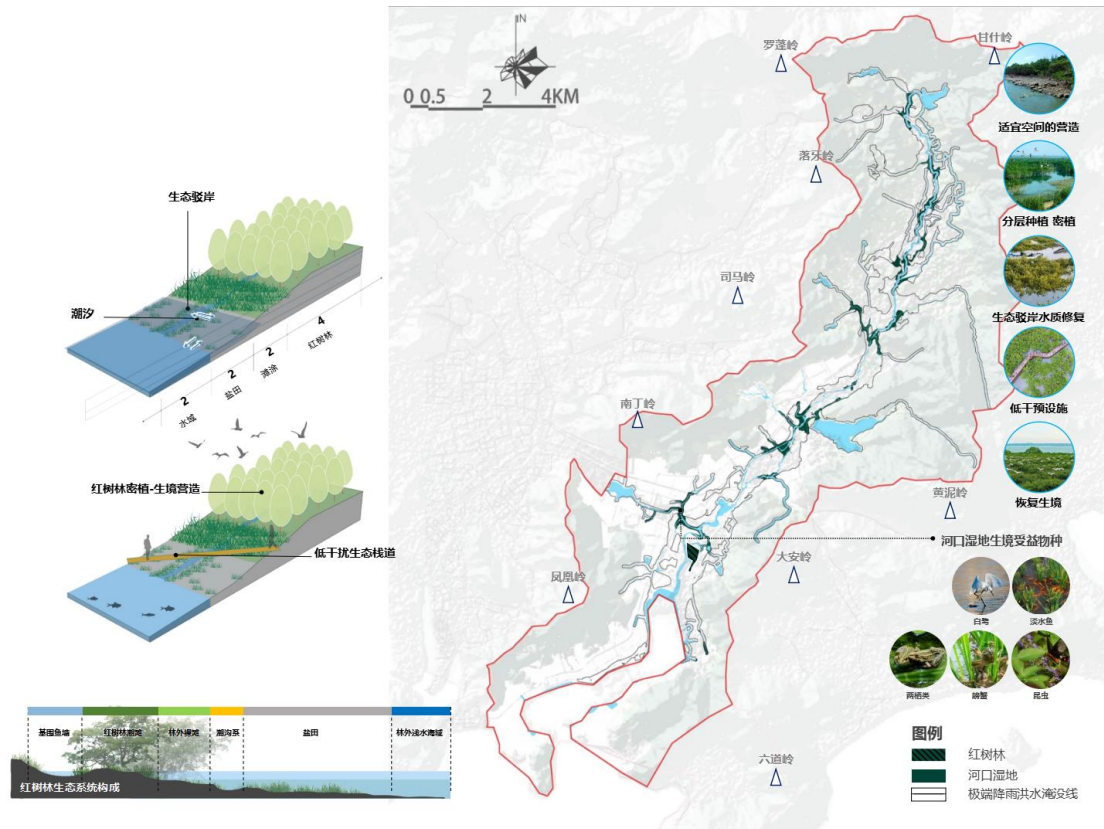 生态驳岸
潮汐
4
红树林
2
滩涂
2
盐田
2
水域
红树林密植-生境营造
低干扰生态栈道
基围鱼塘
红树林潮滩
林外裸滩
潮沟系
盐田
林外浅水海域
红树林生态系统构成
N
0 0.5 2 4KM
罗蓬岭
甘什岭
落牙岭
司马岭
南丁岭
黄泥岭
大安岭
凤凰岭
六道岭
适宜空间的营造
分层种植 密植
生态驳岸水质修复
低干预设施
恢复生境
河口湿地生境受益物种
白鹭
淡水鱼
两栖类
螃蟹
昆虫
图例
红树林
河口湿地
极端降雨洪水淹没线